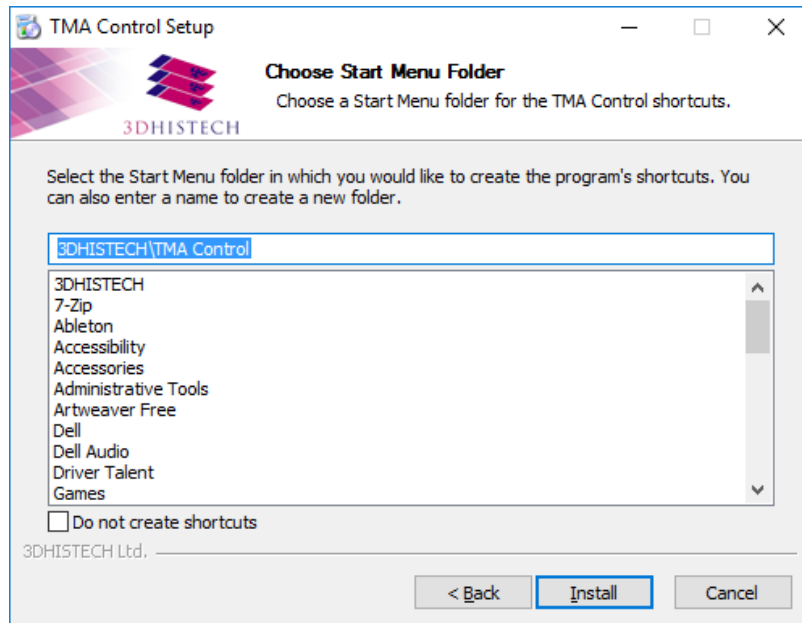 TMA Control Setup
3DHISTECH
Choose Start Menu Folder
Choose a Start Menu folder for the TMA Control shortcuts.
Select the Start Menu folder in which you would like to create the program's shortcuts. You
can also enter a name to create a new folder.
3DHISTECH\TMA Control
3DHISTECH
7-Zip
Ableton
Accessibility
Accessories
Administrative Tools
Artweaver Free
Dell
Dell Audio
Driver Talent
Games
Do not create shortcuts
3DHISTECH Ltd.
< Back
Install
Cancel